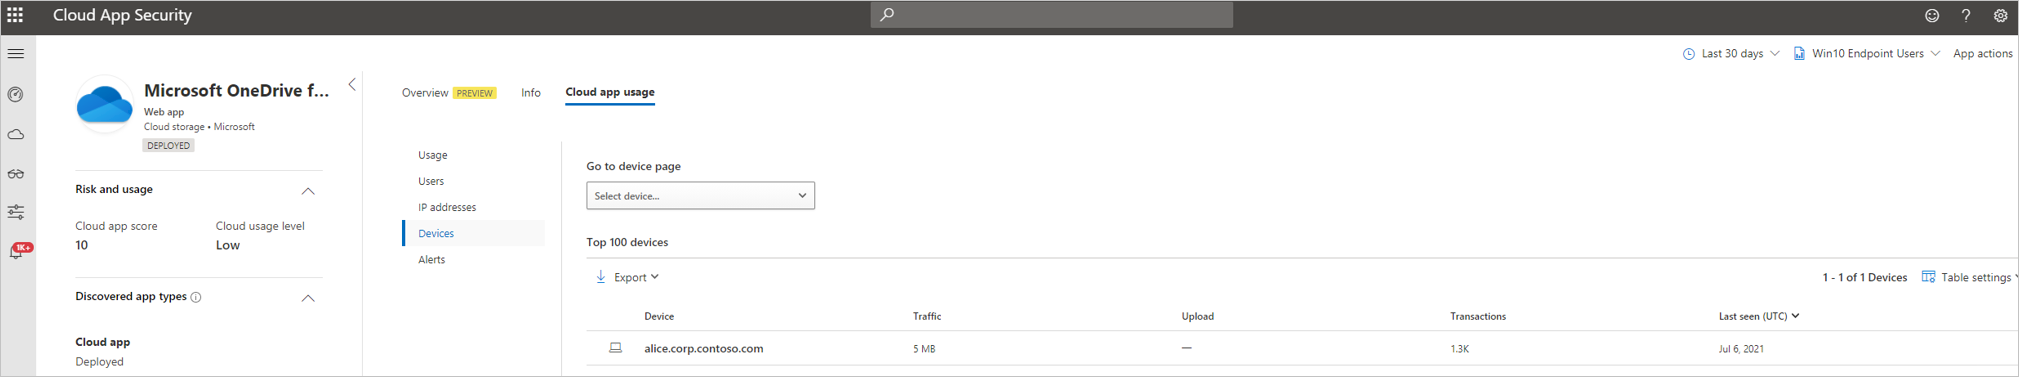 Cloud App Security
?
Last 30 days
Win10 Endpoint Users
App actions
Microsoft OneDrive f...
Web app
Cloud storage • Microsoft
DEPLOYED
Overview PREVIEW
Info
Cloud app usage
Risk and usage
Cloud app score
10
Cloud usage level
Low
Discovered app types
Cloud app
Deployed
1K+
Usage
Users
IP addresses
Devices
Alerts
Go to device page
Select device...
Top 100 devices
Export
1 - 1 of 1 Devices
Table settings
Device Traffic Upload Transactions Last seen (UTC)
alice.corp.contoso.com 5 MB — 1.3K Jul 6, 2021